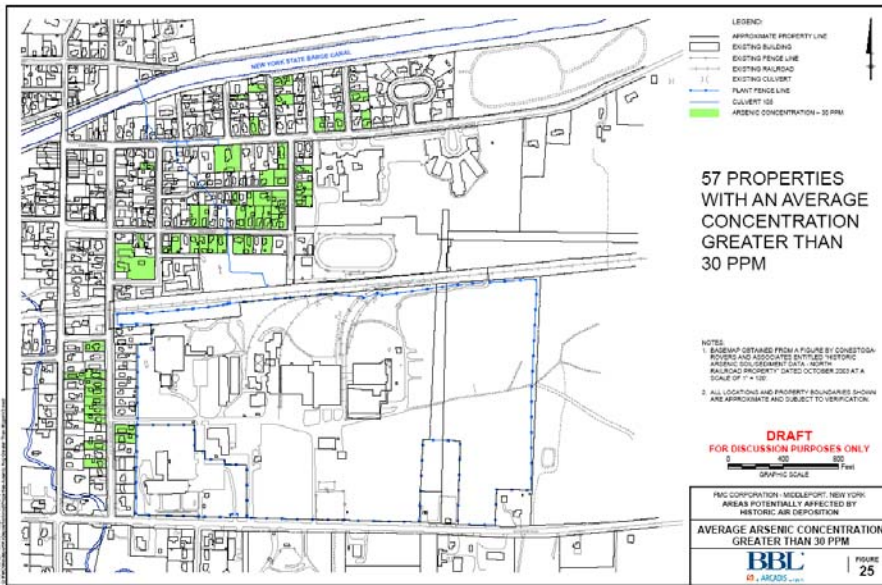 NEW YORK STATE BARGE CANAL
LEGEND:
APPROXIMATE PROPERTY LINE
EXISTING BUILDING
EXISTING FENCE LINE
EXISTING RAILROAD
EXISTING CULVERT
PLANT FENCE LINE
CULVERT 105
ARSENIC CONCENTRATION > 30 PPM
57 PROPERTIES
WITH AN AVERAGE
CONCENTRATION
GREATER THAN
30 PPM
NOTES:
1. BASEMAP OBTAINED FROM A FIGURE BY CONESTOGA-
ROVERS AND ASSOCIATES ENTITLED "HISTORIC
ARSENIC SOIL/SEDIMENT DATA - NORTH
RAILROAD PROPERTY" DATED OCTOBER 2003 AT A
SCALE OF 1" =
2. ALL LOCATIONS AND PROPERTY BOUNDARIES SHOWN
ARE APPROXIMATE AND SUBJECT TO VERIFICATION.
DRAFT
FOR DISCUSSION PURPOSES ONLY
0 400 800
Feet
GRAPHIC SCALE
FMC CORPORATION - MIDDLEPORT, NEW YORK
AREAS POTENTIALLY AFFECTED BY
HISTORIC AIR DEPOSITION
AVERAGE ARSENIC CONCENTRATION
GREATER THAN 30 PPM
BBL
ARCADIS
FIGURE
25